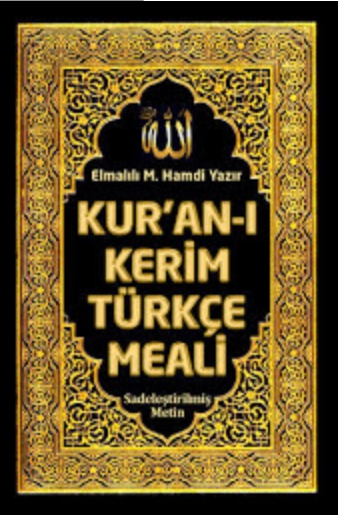 الله
Elmalılı M. Hamdi Yazır
KUR'AN-I
KERİM
TÜRKÇE
MEALİ
Sadeleştirilmiş
Metin